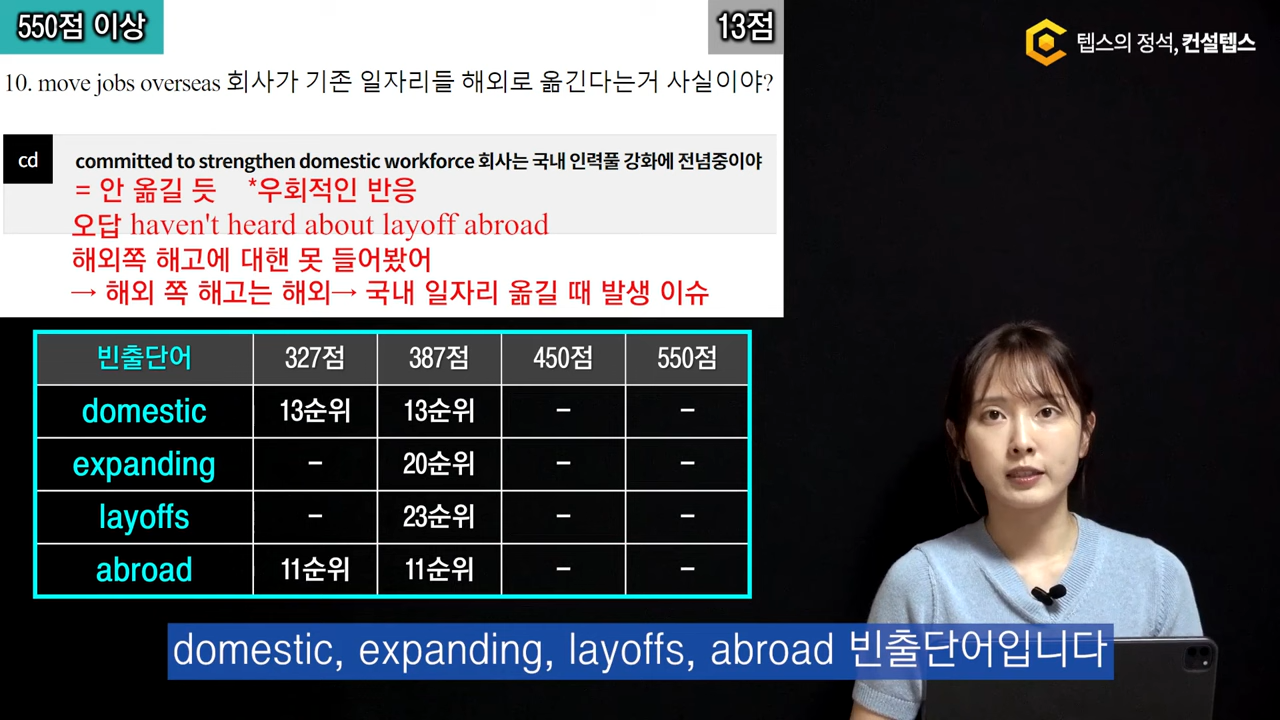 550점 이상
13점
텝스의 정석, 컨설텝스
10. move jobs overseas 회사가 기존 일자리들 해외로 옮긴다는거 사실이야?
cd
committed to strengthen domestic workforce 회사는 국내 인력풀 강화에 전념중이야
= 안 옮길 듯 *우회적인 반응
오답 haven't heard about layoff abroad
해외쪽 해고에 대핸 못 들어봤어
→ 해외 쪽 해고는 해외→ 국내 일자리 옮길 때 발생 이슈
빈출단어 327점 387점 450점 550점
domestic 13순위 13순위 - -
expanding - 20순위 - -
layoffs - 23순위 - -
abroad 11순위 11순위 - -
domestic, expanding, layoffs, abroad 빈출단어입니다